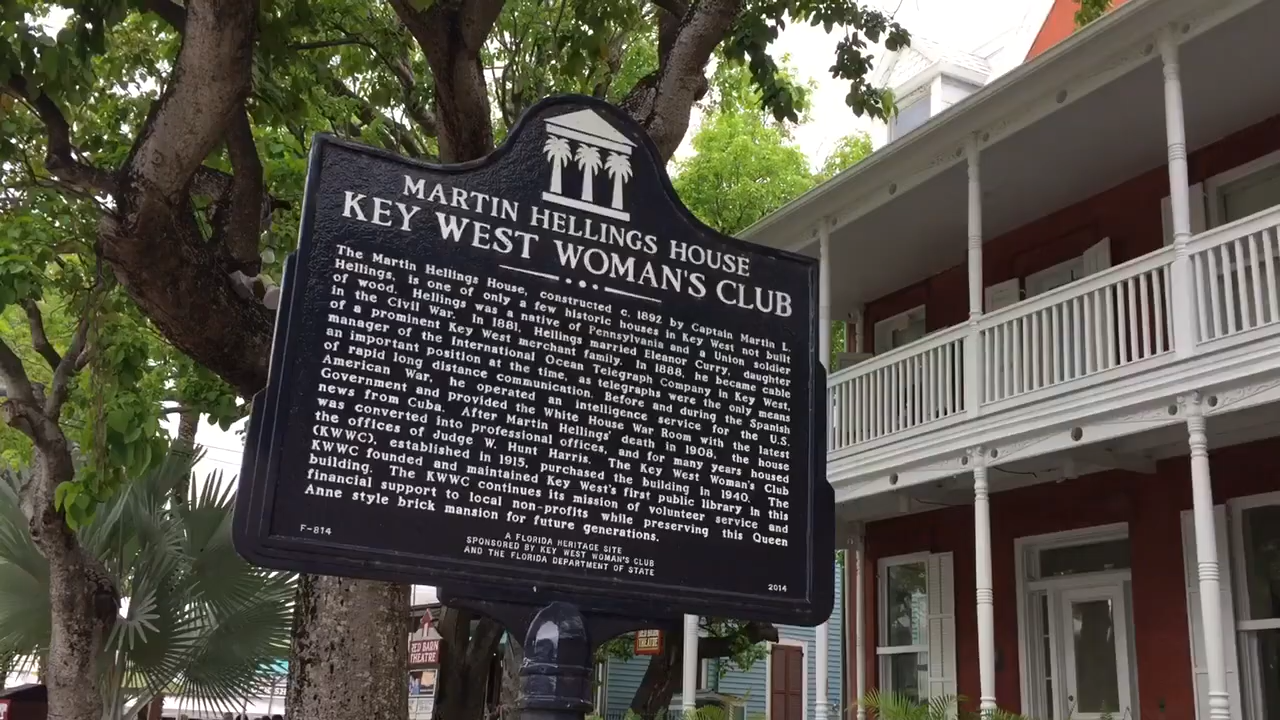 MARTIN HELLINGS HOUSE
KEY WEST WOMAN'S CLUB
The Martin Hellings House, constructed c. 1892 by Captain Martin L.
Hellings, is one of only a few historic houses in Key West not built
of wood. Hellings was a native of Pennsylvania and a Union soldier
in the Civil War. In 1881, Hellings married Eleanor Curry, daughter
of a prominent Key West merchant family. In 1888, he became cable
manager of the International Ocean Telegraph Company in Key West,
an important position at the time, as telegraphs were the only means
of rapid long distance communication. Before and during the Spanish
American War, he operated an intelligence service for the U.S.
Government and provided the White House War Room with the latest
news from Cuba. After Martin Hellings' death in 1908, the house
was converted into professional offices, and for many years housed
the offices of Judge W. Hunt Harris. The Key West Woman's Club
(KWWC), established in 1915, purchased the building in 1940. The
KWWC founded and maintained Key West's first public library in this
building. The KWWC continues its mission of volunteer service and
financial support to local non-profits while preserving this Queen
Anne style brick mansion for future generations.
F-814
A FLORIDA HERITAGE SITE
SPONSORED BY KEY WEST WOMAN'S CLUB
AND THE FLORIDA DEPARTMENT OF STATE
2014
RED BARN
THEATRE
RED BARN
THEATRE